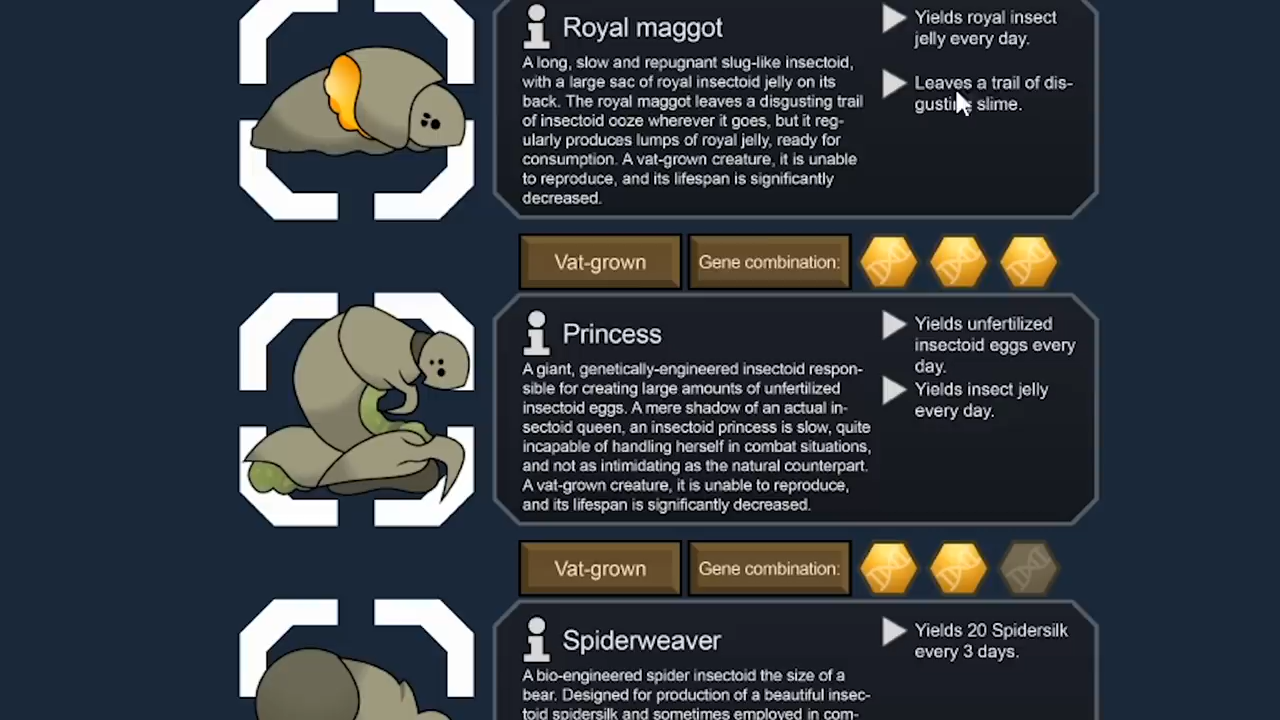 Royal maggot
A long, slow and repugnant slug-like insectoid,
with a large sac of royal insectoid jelly on its
back. The royal maggot leaves a disgusting trail
of insectoid ooze wherever it goes, but it reg-
ularly produces lumps of royal jelly, ready for
consumption. A vat-grown creature, it is unable
to reproduce, and its lifespan is significantly
decreased.
Yields royal insect
jelly every day.
Leaves a trail of dis-
gusting slime.
Vat-grown
Gene combination:
Princess
A giant, genetically-engineered insectoid respon-
sible for creating large amounts of unfertilized
insectoid eggs. A mere shadow of an actual in-
sectoid queen, an insectoid princess is slow, quite
incapable of handling herself in combat situations,
and not as intimidating as the natural counterpart.
A vat-grown creature, it is unable to reproduce,
and its lifespan is significantly decreased.
Yields unfertilized
insectoid eggs every
day.
Yields insect jelly
every day.
Vat-grown
Gene combination:
Spiderweaver
A bio-engineered spider insectoid the size of a
bear. Designed for production of a beautiful insec-
toid spidersilk and sometimes employed in com-
Yields 20 Spidersilk
every 3 days.